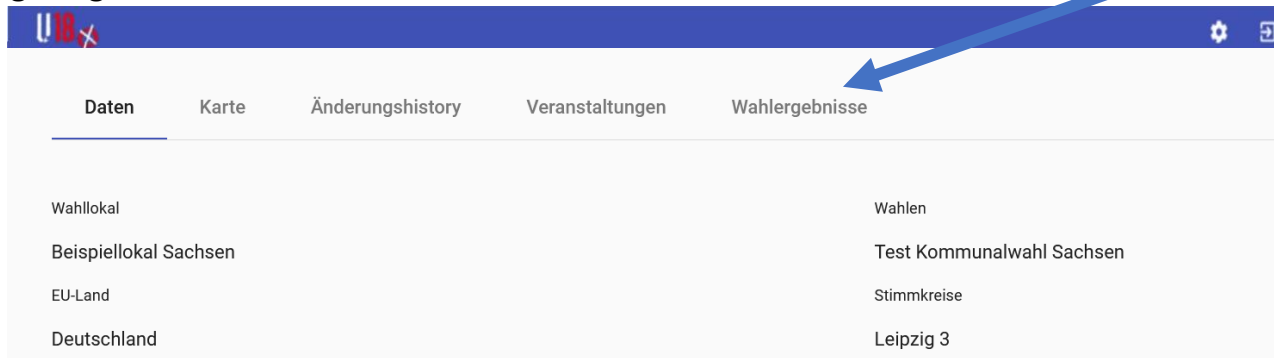 U18
Daten Karte Änderungshistory Veranstaltungen Wahlergebnisse
Wahllokal
Beispiellokal Sachsen
EU-Land
Deutschland
Wahlen
Test Kommunalwahl Sachsen
Stimmkreise
Leipzig 3